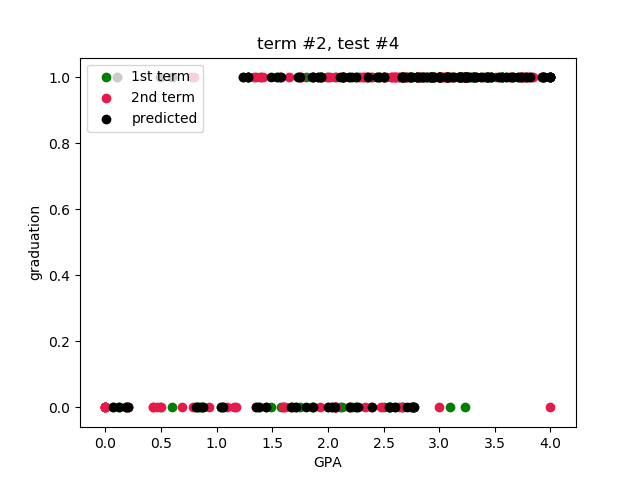 term #2, test #4
1st term
2nd term
predicted
graduation
1.0
0.8
0.6
0.4
0.2
0.0
0.0 0.5 1.0 1.5 2.0 2.5 3.0 3.5 4.0
GPA